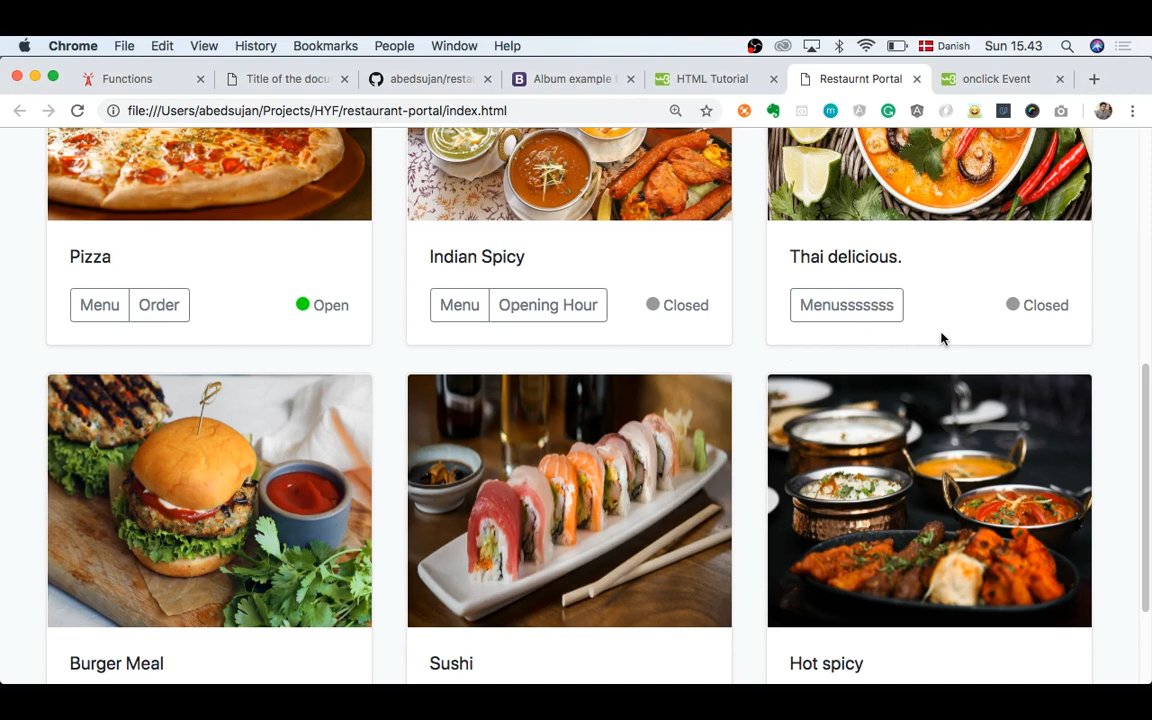 Chrome File Edit View History Bookmarks People Window Help Danish Sun 15.43
Functions Title of the docu abedsujan/resta Album example f HTML Tutorial Restaurnt Portal onclick Event
file:///Users/abedsujan/Projects/HYF/restaurant-portal/index.html
Pizza Indian Spicy Thai delicious.
Menu Order Open Menu Opening Hour Closed Menusssssss Closed
Burger Meal Sushi Hot spicy